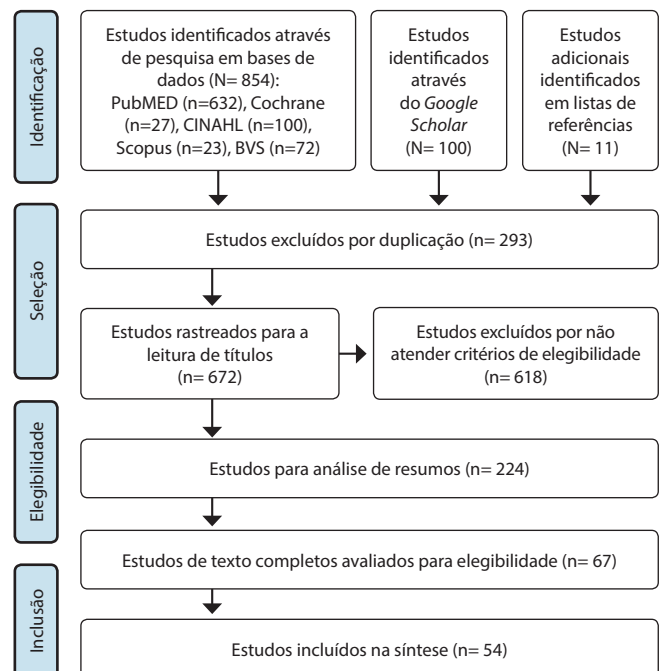 Identificação
Estudos identificados através
de pesquisa em bases de
dados (N= 854):
PubMED (n=632), Cochrane
(n=27), CINAHL (n=100),
Scopus (n=23), BVS (n=72)
Estudos
identificados
através
do Google
Scholar
(N= 100)
Estudos
adicionais
identificados
em listas de
referências
(N= 11)
Seleção
Estudos excluídos por duplicação (n= 293)
Estudos rastreados para a
leitura de títulos
(n= 672)
Estudos excluídos por não
atender critérios de elegibilidade
(n= 618)
Elegibilidade
Estudos para análise de resumos (n= 224)
Estudos de texto completos avaliados para elegibilidade (n= 67)
Inclusão
Estudos incluídos na síntese (n= 54)